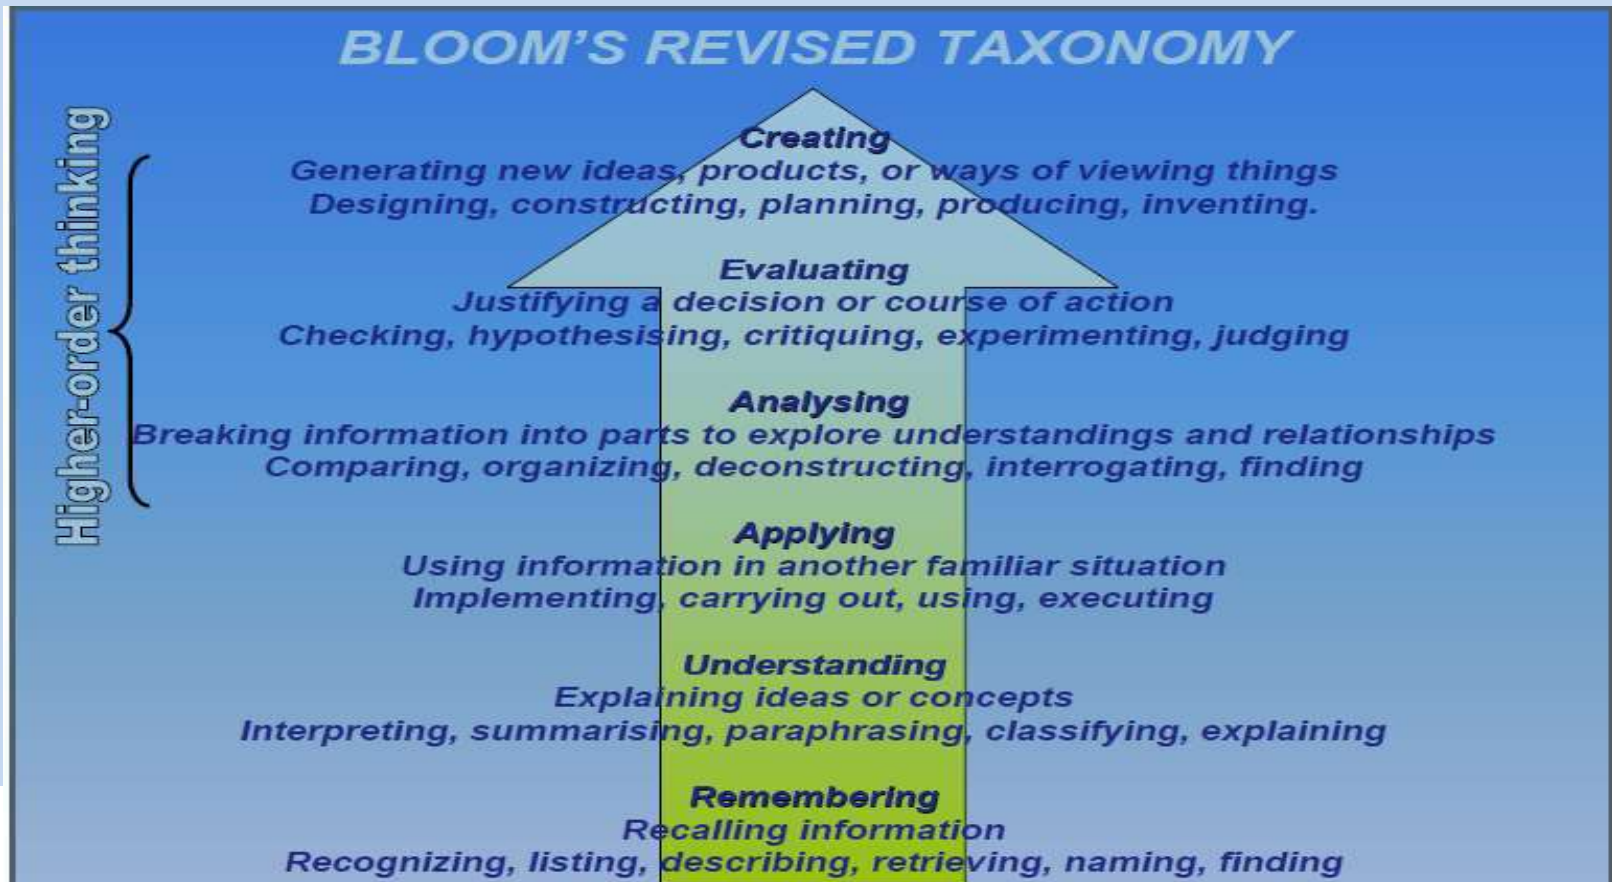 BLOOM'S REVISED TAXONOMY
Higher-order thinking
Creating
Generating new ideas, products, or ways of viewing things
Designing, constructing, planning, producing, inventing.
Evaluating
Justifying a decision or course of action
Checking, hypothesising, critiquing, experimenting, judging
Analysing
Breaking information into parts to explore understandings and relationships
Comparing, organizing, deconstructing, interrogating, finding
Applying
Using information in another familiar situation
Implementing, carrying out, using, executing
Understanding
Explaining ideas or concepts
Interpreting, summarising, paraphrasing, classifying, explaining
Remembering
Recalling information
Recognizing, listing, describing, retrieving, naming, finding